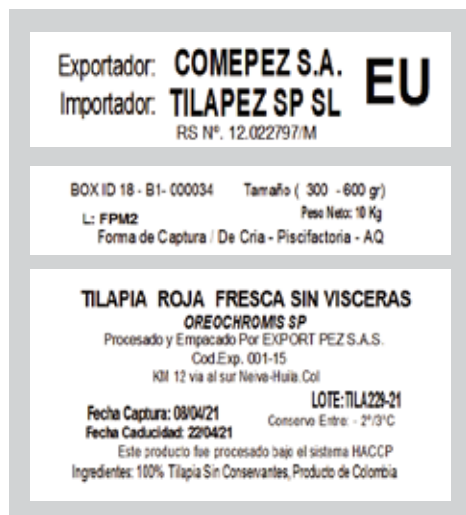 Exportador: COMEPEZ S.A.
EU
Importador: TILAPEZ SP SL
RS Nº. 12.022797/M
BOX IID 18 - B1- 000034 Tamaño ( 300 -600 gr)
L: FPM2 Peso Neto: 10 Kg
Forma de Captura / De Cria - Piscifactoria - AQ
TILAPIA ROJA FRESCA SIN VISCERAS
OREOCHROMIS SP
Procesado y Empacado Por EXPORT PEZ S.A.S.
Cod.Exp. 001-15
KM 12 via al sur Neiva-Huila.Col
LOTE:TILA229-21
Fecha Captura: 08/04/21 Conservo Entre: - 2°/3°C
Fecha Caducidad: 22/04/21
Este producto fue procesado bajo el sistema HACCP
Ingredientes: 100% Tilapia Sin Conservantes, Producto de Colombia